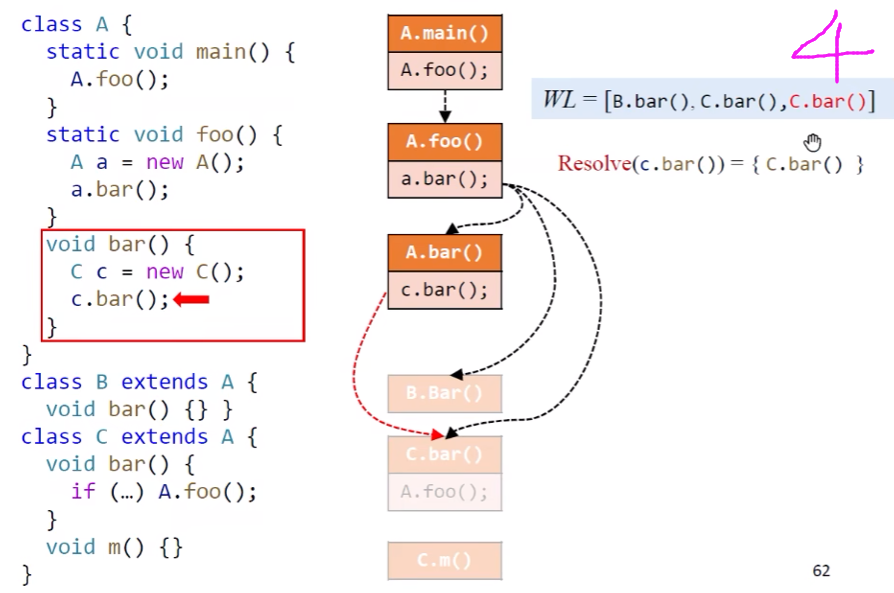 class A {
static void main() {
A.foo();
}
static void foo() {
A a = new A();
a.bar();
}
void bar() {
C c = new C();
c.bar();
}
}
class B extends A {
void bar() {} }
class C extends A {
void bar() {
if (…) A.foo();
}
void m() {}
}
A.main()
A.foo();
A.foo()
a.bar();
A.bar()
c.bar();
B.Bar()
C.bar()
A.foo();
C.m()
4
WL = [B.bar(), C.bar(),C.bar()]
Resolve(c.bar()) = { C.bar() }
62